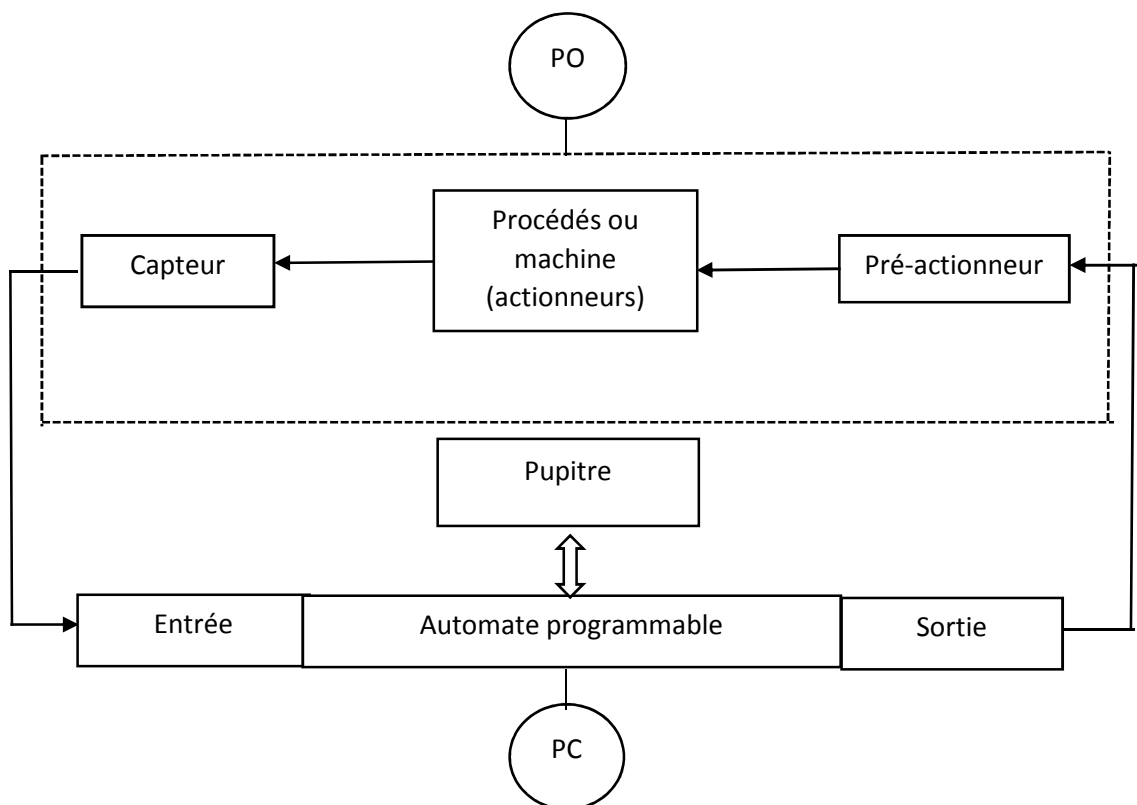 PO
Capteur
Procédés ou
machine
(actionneurs)
Pré-actionneur
Pupitre
Entrée
Automate programmable
Sortie
PC